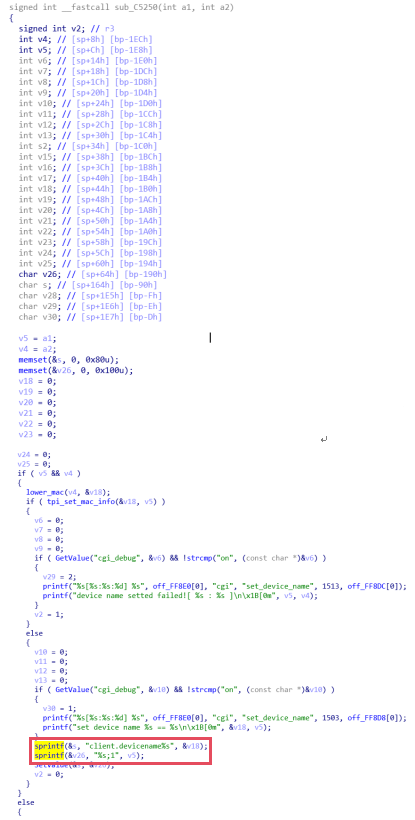 signed int __fastcall sub_C5250(int a1, int a2)
{
signed int v2; // r3
int v4; // [sp+8h] [bp-1ECh]
int v5; // [sp+Ch] [bp-1E8h]
int v6; // [sp+14h] [bp-1E0h]
int v7; // [sp+18h] [bp-1DCh]
int v8; // [sp+1Ch] [bp-1D8h]
int v9; // [sp+20h] [bp-1D4h]
int v10; // [sp+24h] [bp-1D0h]
int v11; // [sp+28h] [bp-1CCh]
int v12; // [sp+2Ch] [bp-1C8h]
int v13; // [sp+30h] [bp-1C4h]
int s2; // [sp+34h] [bp-1C0h]
int v15; // [sp+38h] [bp-1BCh]
int v16; // [sp+3Ch] [bp-1B8h]
int v17; // [sp+40h] [bp-1B4h]
int v18; // [sp+44h] [bp-1B0h]
int v19; // [sp+48h] [bp-1ACh]
int v20; // [sp+4Ch] [bp-1A8h]
int v21; // [sp+50h] [bp-1A4h]
int v22; // [sp+54h] [bp-1A0h]
int v23; // [sp+58h] [bp-19Ch]
int v24; // [sp+5Ch] [bp-198h]
int v25; // [sp+60h] [bp-194h]
char v26; // [sp+64h] [bp-190h]
char s; // [sp+164h] [bp-90h]
char v28; // [sp+1E5h] [bp-Fh]
char v29; // [sp+1E6h] [bp-Eh]
char v30; // [sp+1E7h] [bp-Dh]
v5 = a1;
v4 = a2;
memset(&s, 0, 0x80u);
memset(&v26, 0, 0x100u);
v18 = 0;
v19 = 0;
v20 = 0;
v21 = 0;
v22 = 0;
v23 = 0;
v24 = 0;
v25 = 0;
if ( v5 && v4 )
{
lower_mac(v4, &v18);
if ( tpi_set_mac_info(&v18, v5) )
{
v6 = 0;
v7 = 0;
v8 = 0;
v9 = 0;
if ( GetValue("cgi_debug", &v6) && !strcmp("on", (const char *)&v6) )
{
v29 = 2;
printf("%s[%s:%s:%d] %s", off_FF8E0[0], "cgi", "set_device_name", 1513, off_FF8DC[0]);
printf("device name setted failed![ %s : %s ]\n\x1B[0m", v5, v4);
}
v2 = 1;
}
else
{
v10 = 0;
v11 = 0;
v12 = 0;
v13 = 0;
if ( GetValue("cgi_debug", &v10) && !strcmp("on", (const char *)&v10) )
{
v30 = 1;
printf("%s[%s:%s:%d] %s", off_FF8E0[0], "cgi", "set_device_name", 1503, off_FF8D8[0]);
printf("set device name %s == %s\n\x1B[0m", &v18, v5);
}
sprintf(&s, "client.devicename%s", &v18);
sprintf(&v26, "%s;1", v5);
SetValue(&s, &v26);
v2 = 0;
}
}
else
{